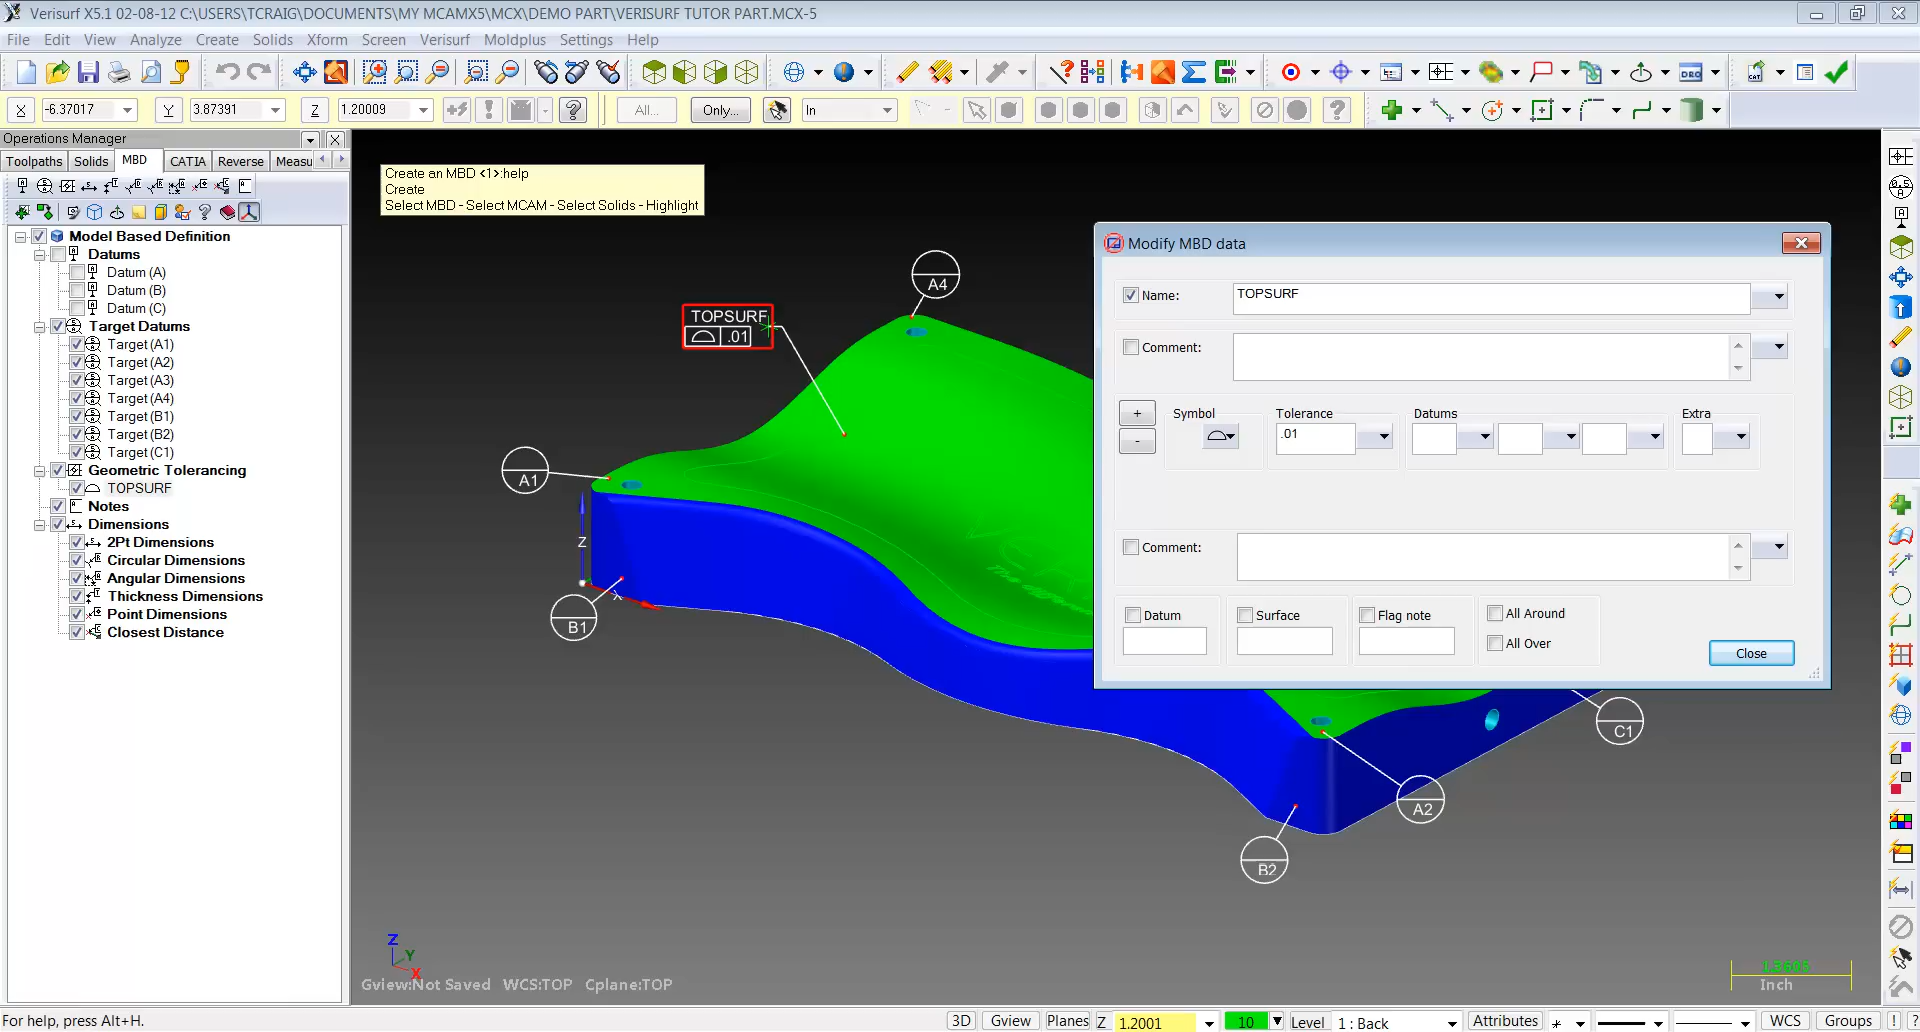 Verisurf X5.1 02-08-12 C:\USERS\TCRAIG\DOCUMENTS\MY MCAMX5\MCX\DEMO PART\VERISURF TUTOR PART.MCX-5
File Edit View Analyze Create Solids Xform Screen Verisurf Moldplus Settings Help
X -6.37017 Y 3.87391 Z 1.20009 All... Only... In
Operations Manager
Toolpaths Solids MBD CATIA Reverse Measu
Model Based Definition
Datums
Datum (A)
Datum (B)
Datum (C)
Target Datums
Target (A1)
Target (A2)
Target (A3)
Target (A4)
Target (B1)
Target (B2)
Target (C1)
Geometric Tolerancing
TOPSURF
Notes
Dimensions
2Pt Dimensions
Circular Dimensions
Angular Dimensions
Thickness Dimensions
Point Dimensions
Closest Distance
Create an MBD <1>:help
Create
Select MBD - Select MCAM - Select Solids - Highlight
TOPSURF
.01
A4
A1
Z
X
B1
C1
A2
B2
Modify MBD data
Name: TOPSURF
Comment:
+ Symbol Tolerance Datums Extra
- .01
Comment:
Datum Surface Flag note All Around
All Over
Close
Z
Y
X
Gview:Not Saved WCS:TOP Cplane:TOP
Inch
For help, press Alt+H.
3D Gview Planes Z 1.2001 10 Level 1 : Back Attributes * WCS Groups ! ?